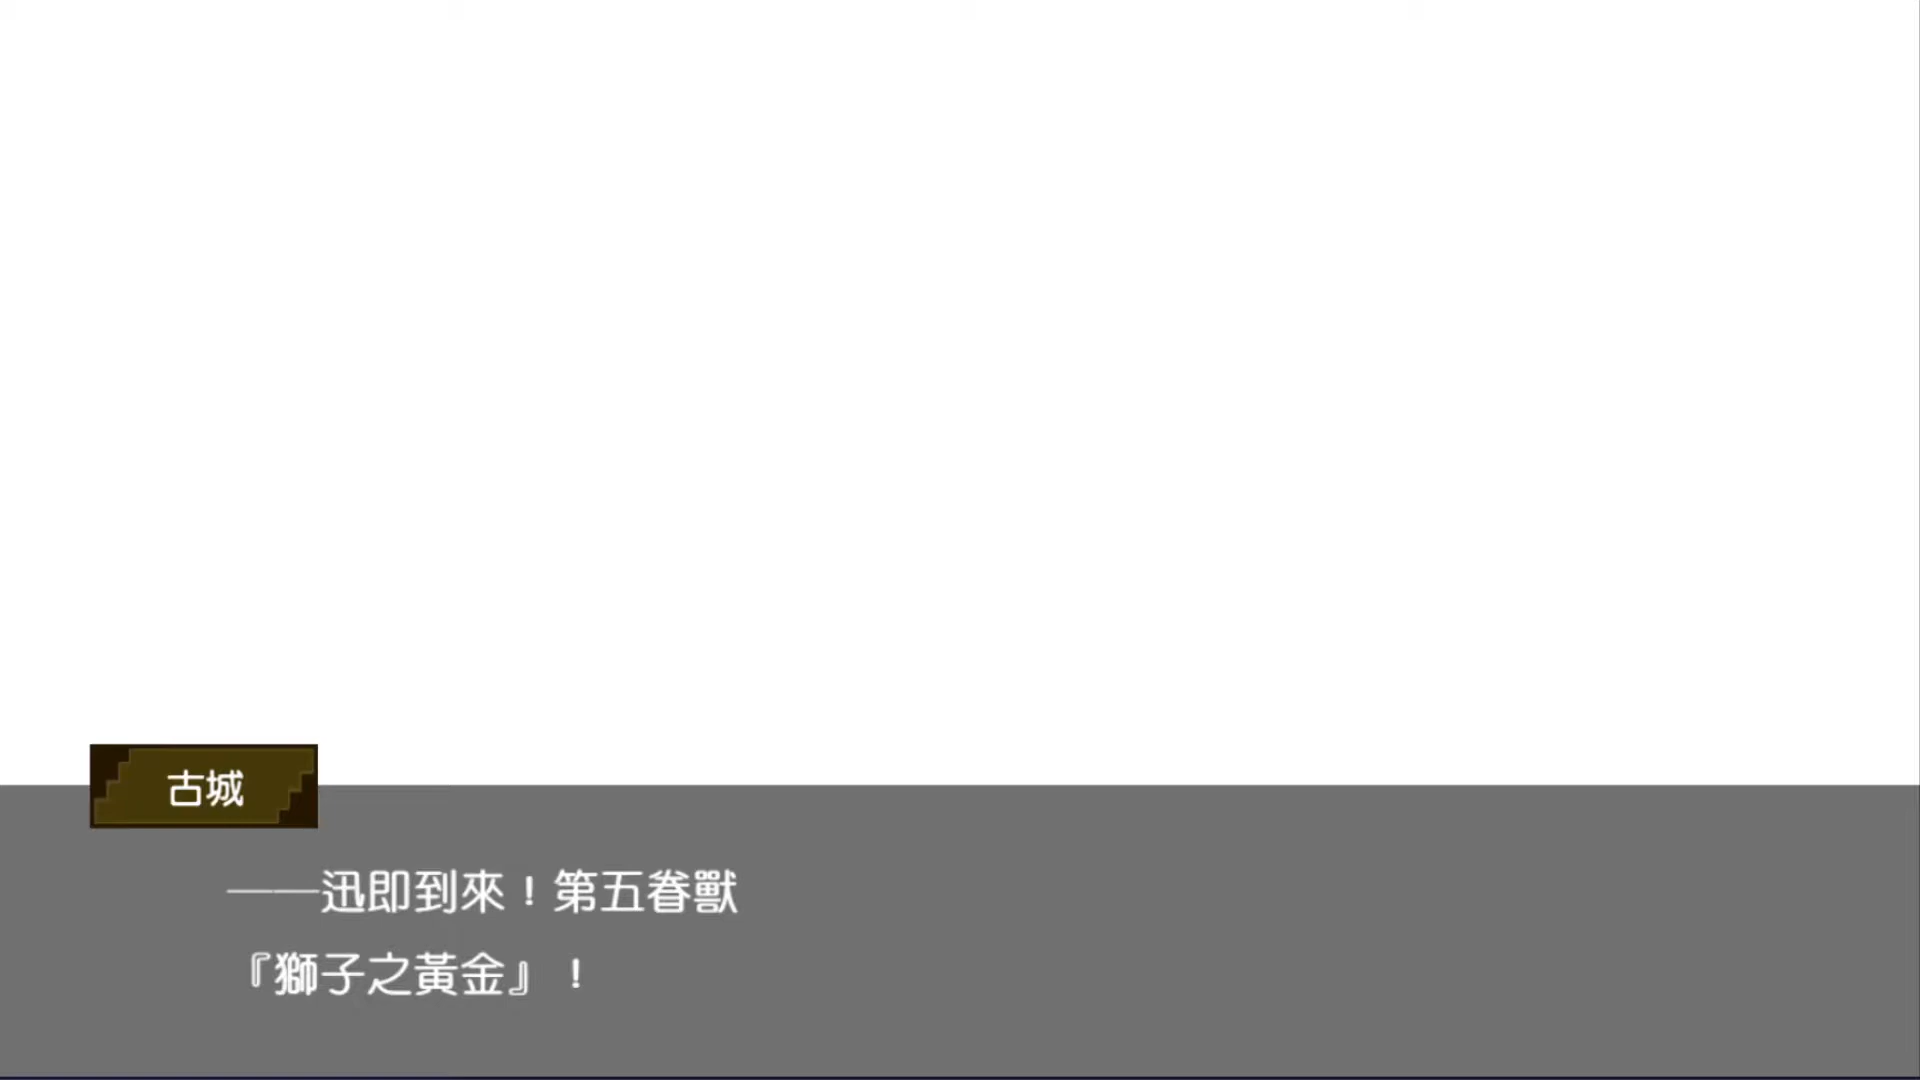 古城
——迅即到來！第五眷獸
『獅子之黃金』！